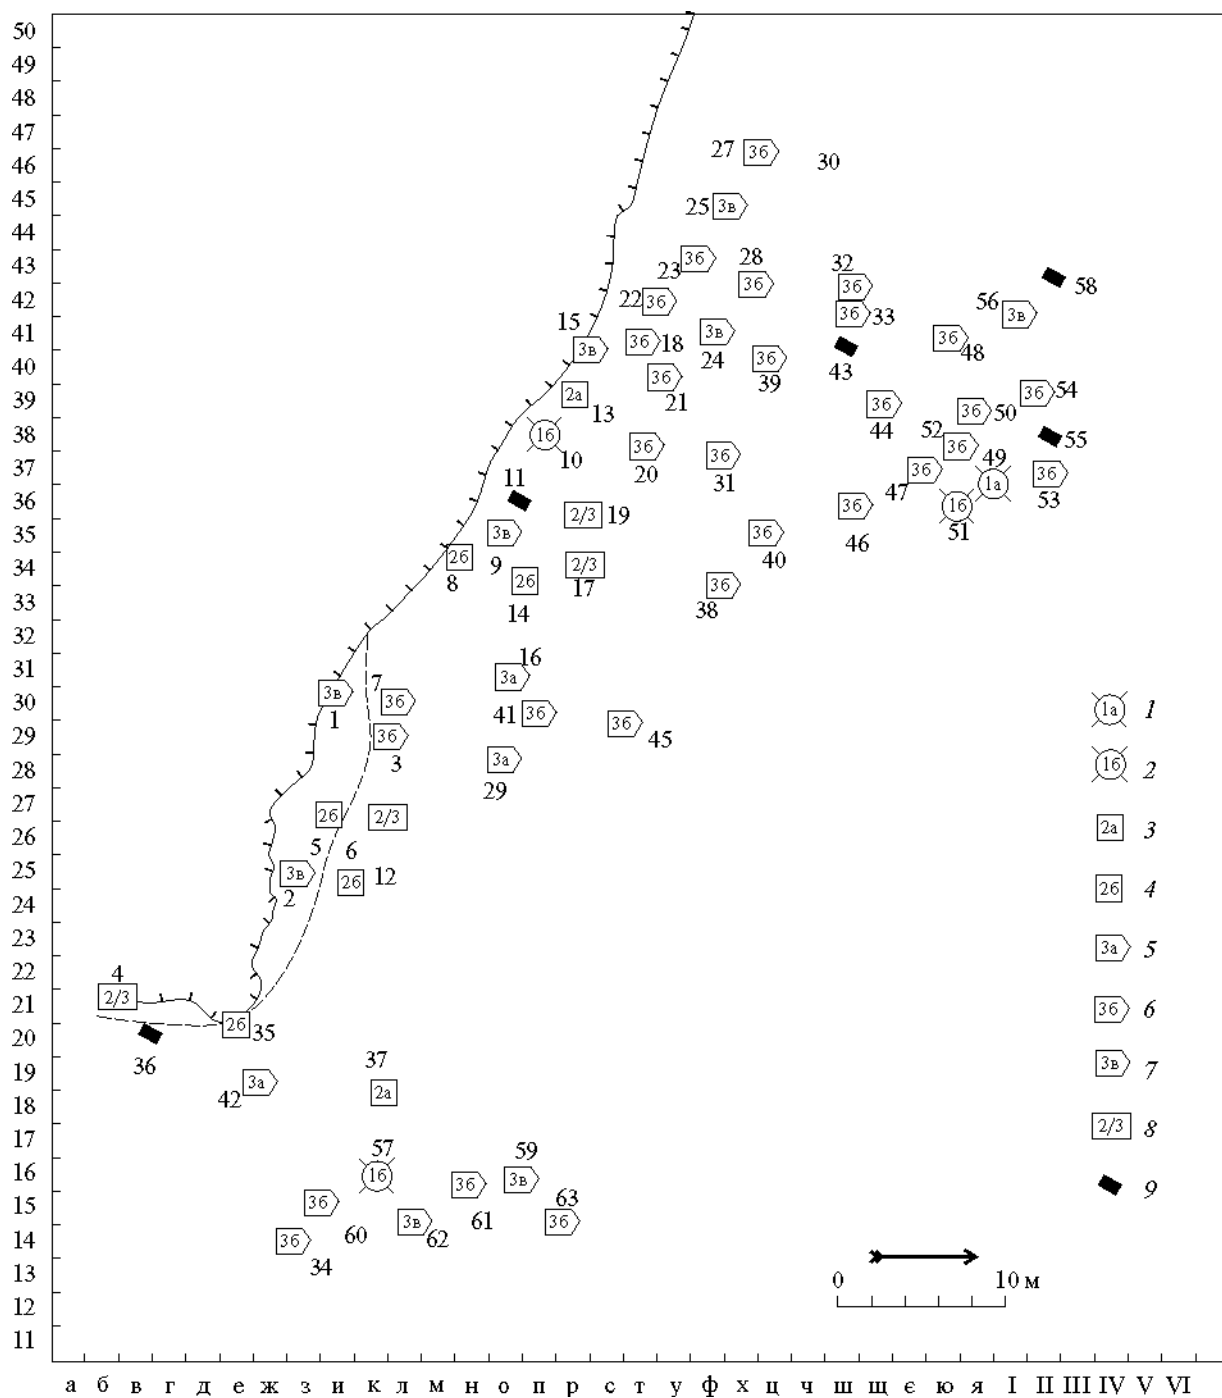 50
49
48
47
27 3б
46 30
45 25 3в
44
43 23 3б 28 32
3б 3б 58
42 22 3б 56 3в
15 3б 33
41 3б 18 3в 3б 48
3в 24
40 3б 39 43
21 3б
39 2а 3б 3б 54
13 44 3б 50
38 1б 52 55
10 3б 3б 3б 49
37 11 20 31 3б 47 1а 3б 53
36 2/3 19 3б 1б
35 3в 3б 46 51
2б 9 40
34 8 2б 2/3
14 17 38 3б
33
32
31 16
3а
30 3в 7 3б
1 41 3б
29 3б 3б 45
3
28 3а
29
27 2б 2/3
26 5 6
25 3в 12
2 2б
24
23
22 4
21 2/3
2б 35
20 36
19 3а 37
42 2а
18
17 57 59
16 1б 3б 3в
15 3б 63
60 3в 62 61 3б
14 3б
34
13
12
11
1а 1
1б 2
2а 3
2б 4
3а 5
3б 6
3в 7
2/3 8
9
0 10 м
а б в г д е ж з и к л м н о п р с т у ф х ц ч ш щ є ю я I II III IV V VI